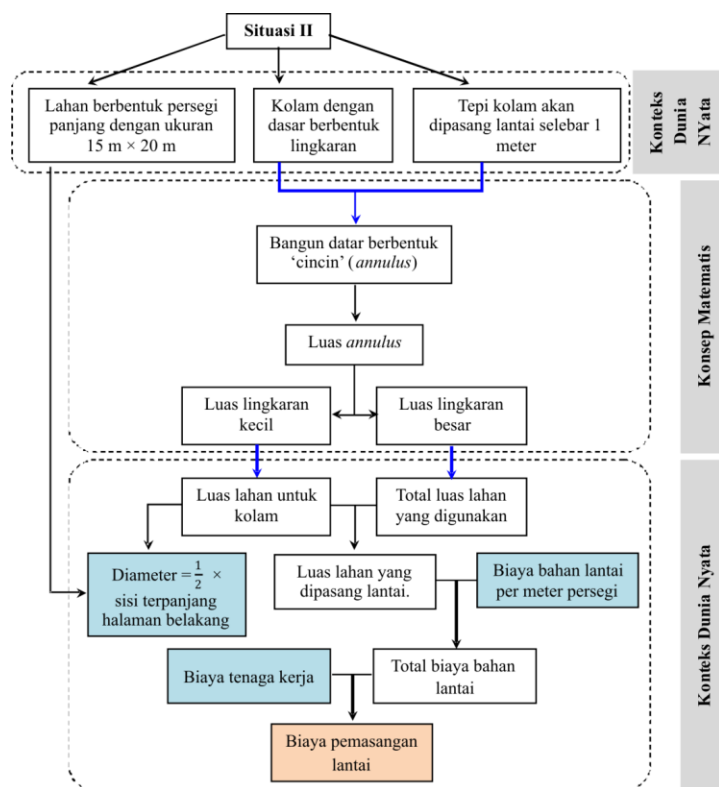 Situasi II
Lahan berbentuk persegi
panjang dengan ukuran
15 m × 20 m
Kolam dengan
dasar berbentuk
lingkaran
Tepi kolam akan
dipasang lantai selebar 1
meter
Konteks
Dunia
NYata
Bangun datar berbentuk
‘cincin’ (annulus)
Luas annulus
Luas lingkaran
kecil
Luas lingkaran
besar
Konsep Matematis
Luas lahan untuk
kolam
Total luas lahan
yang digunakan
Diameter = 1/2 ×
sisi terpanjang
halaman belakang
Luas lahan yang
dipasang lantai.
Biaya bahan lantai
per meter persegi
Biaya tenaga kerja
Total biaya bahan
lantai
Biaya pemasangan
lantai
Konteks Dunia Nyata